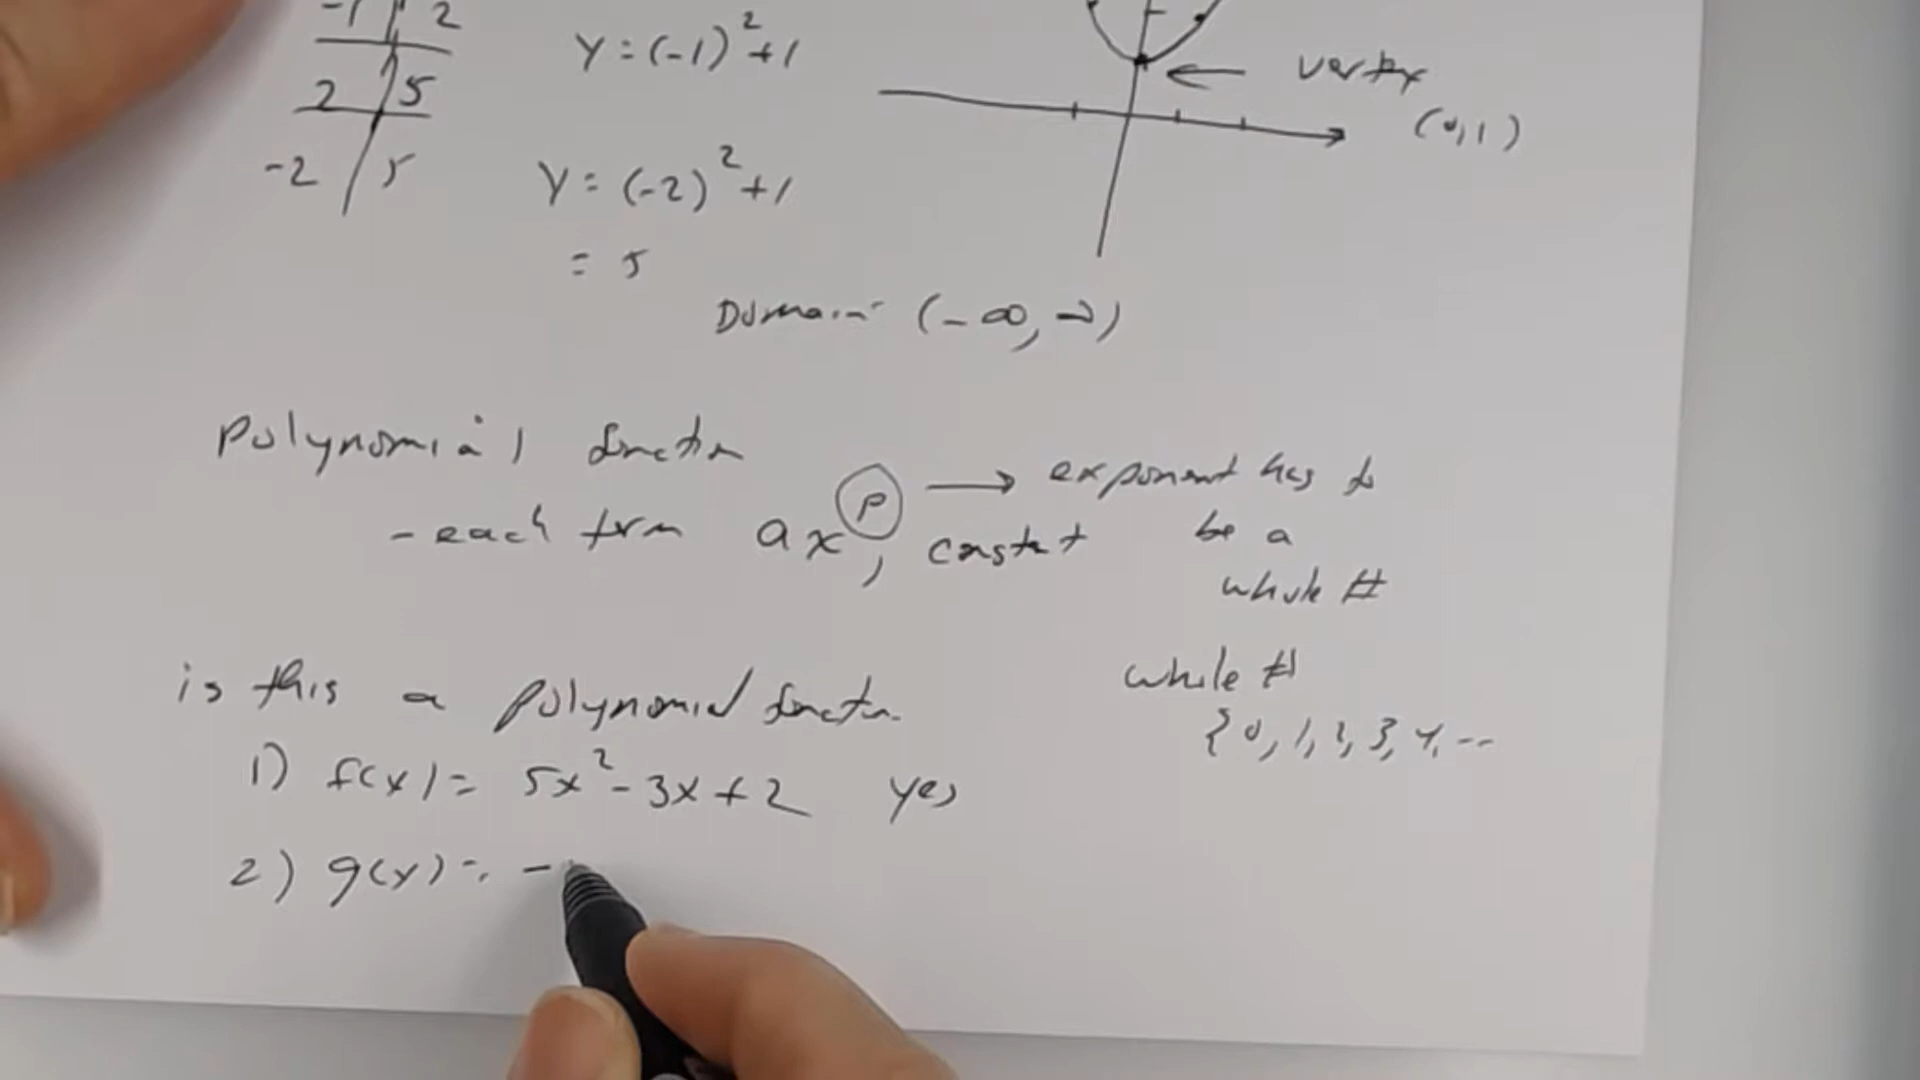 -1 2
y = (-1)² + 1
vertex
2 5
(0,1)
-2 5
y = (-2)² + 1
= 5
Domain (-∞, ∞)
polynomial function
- each term ax^p, constant → exponent has to
be a
whole #
is this a polynomial function.
whole #
{0, 1, 2, 3, 4, ...
1) f(x) = 5x² - 3x + 2 yes
2) g(x) = -